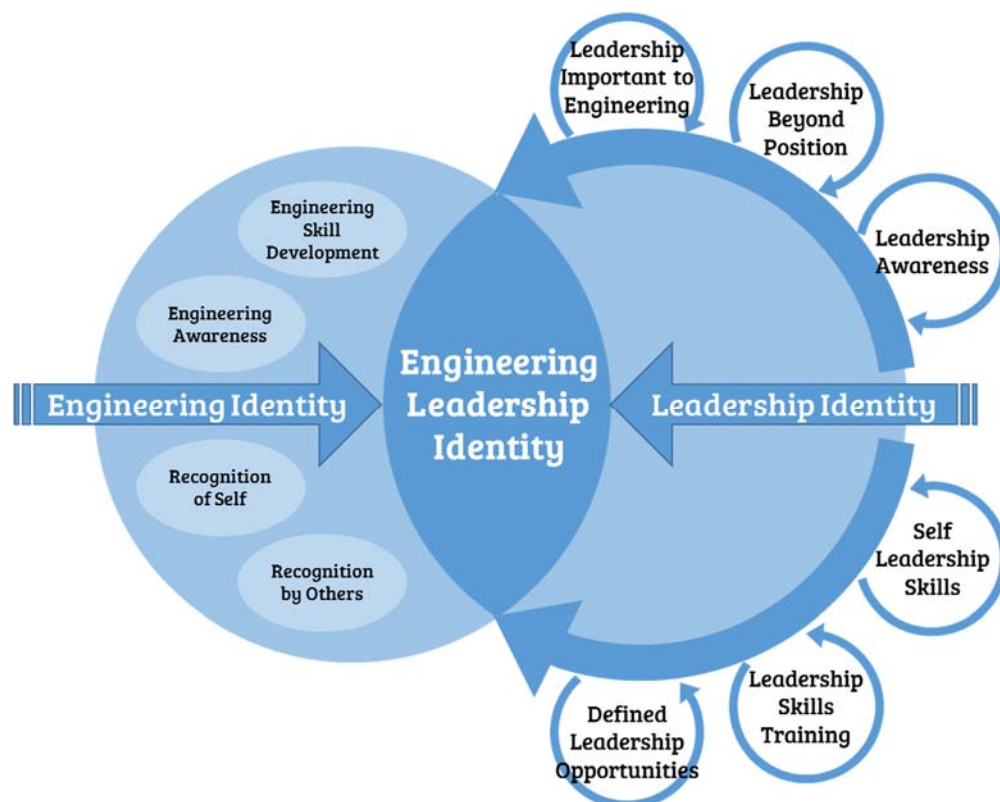 Leadership
Important to
Engineering
Leadership
Beyond
Position
Leadership
Awareness
Engineering
Skill
Development
Engineering
Awareness
Engineering Identity
Engineering
Leadership
Identity
Leadership Identity
Recognition
of Self
Recognition
by Others
Self
Leadership
Skills
Leadership
Skills
Training
Defined
Leadership
Opportunities